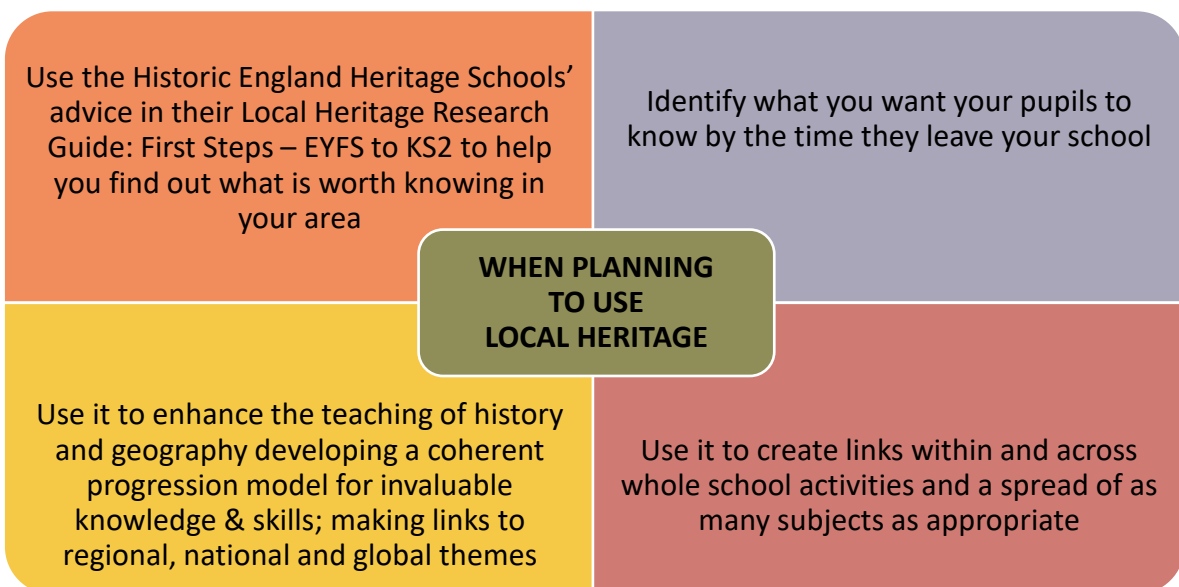 Use the Historic England Heritage Schools'
advice in their Local Heritage Research
Guide: First Steps – EYFS to KS2 to help
you find out what is worth knowing in
your area
Identify what you want your pupils to
know by the time they leave your school
WHEN PLANNING
TO USE
LOCAL HERITAGE
Use it to enhance the teaching of history
and geography developing a coherent
progression model for invaluable
knowledge & skills; making links to
regional, national and global themes
Use it to create links within and across
whole school activities and a spread of as
many subjects as appropriate